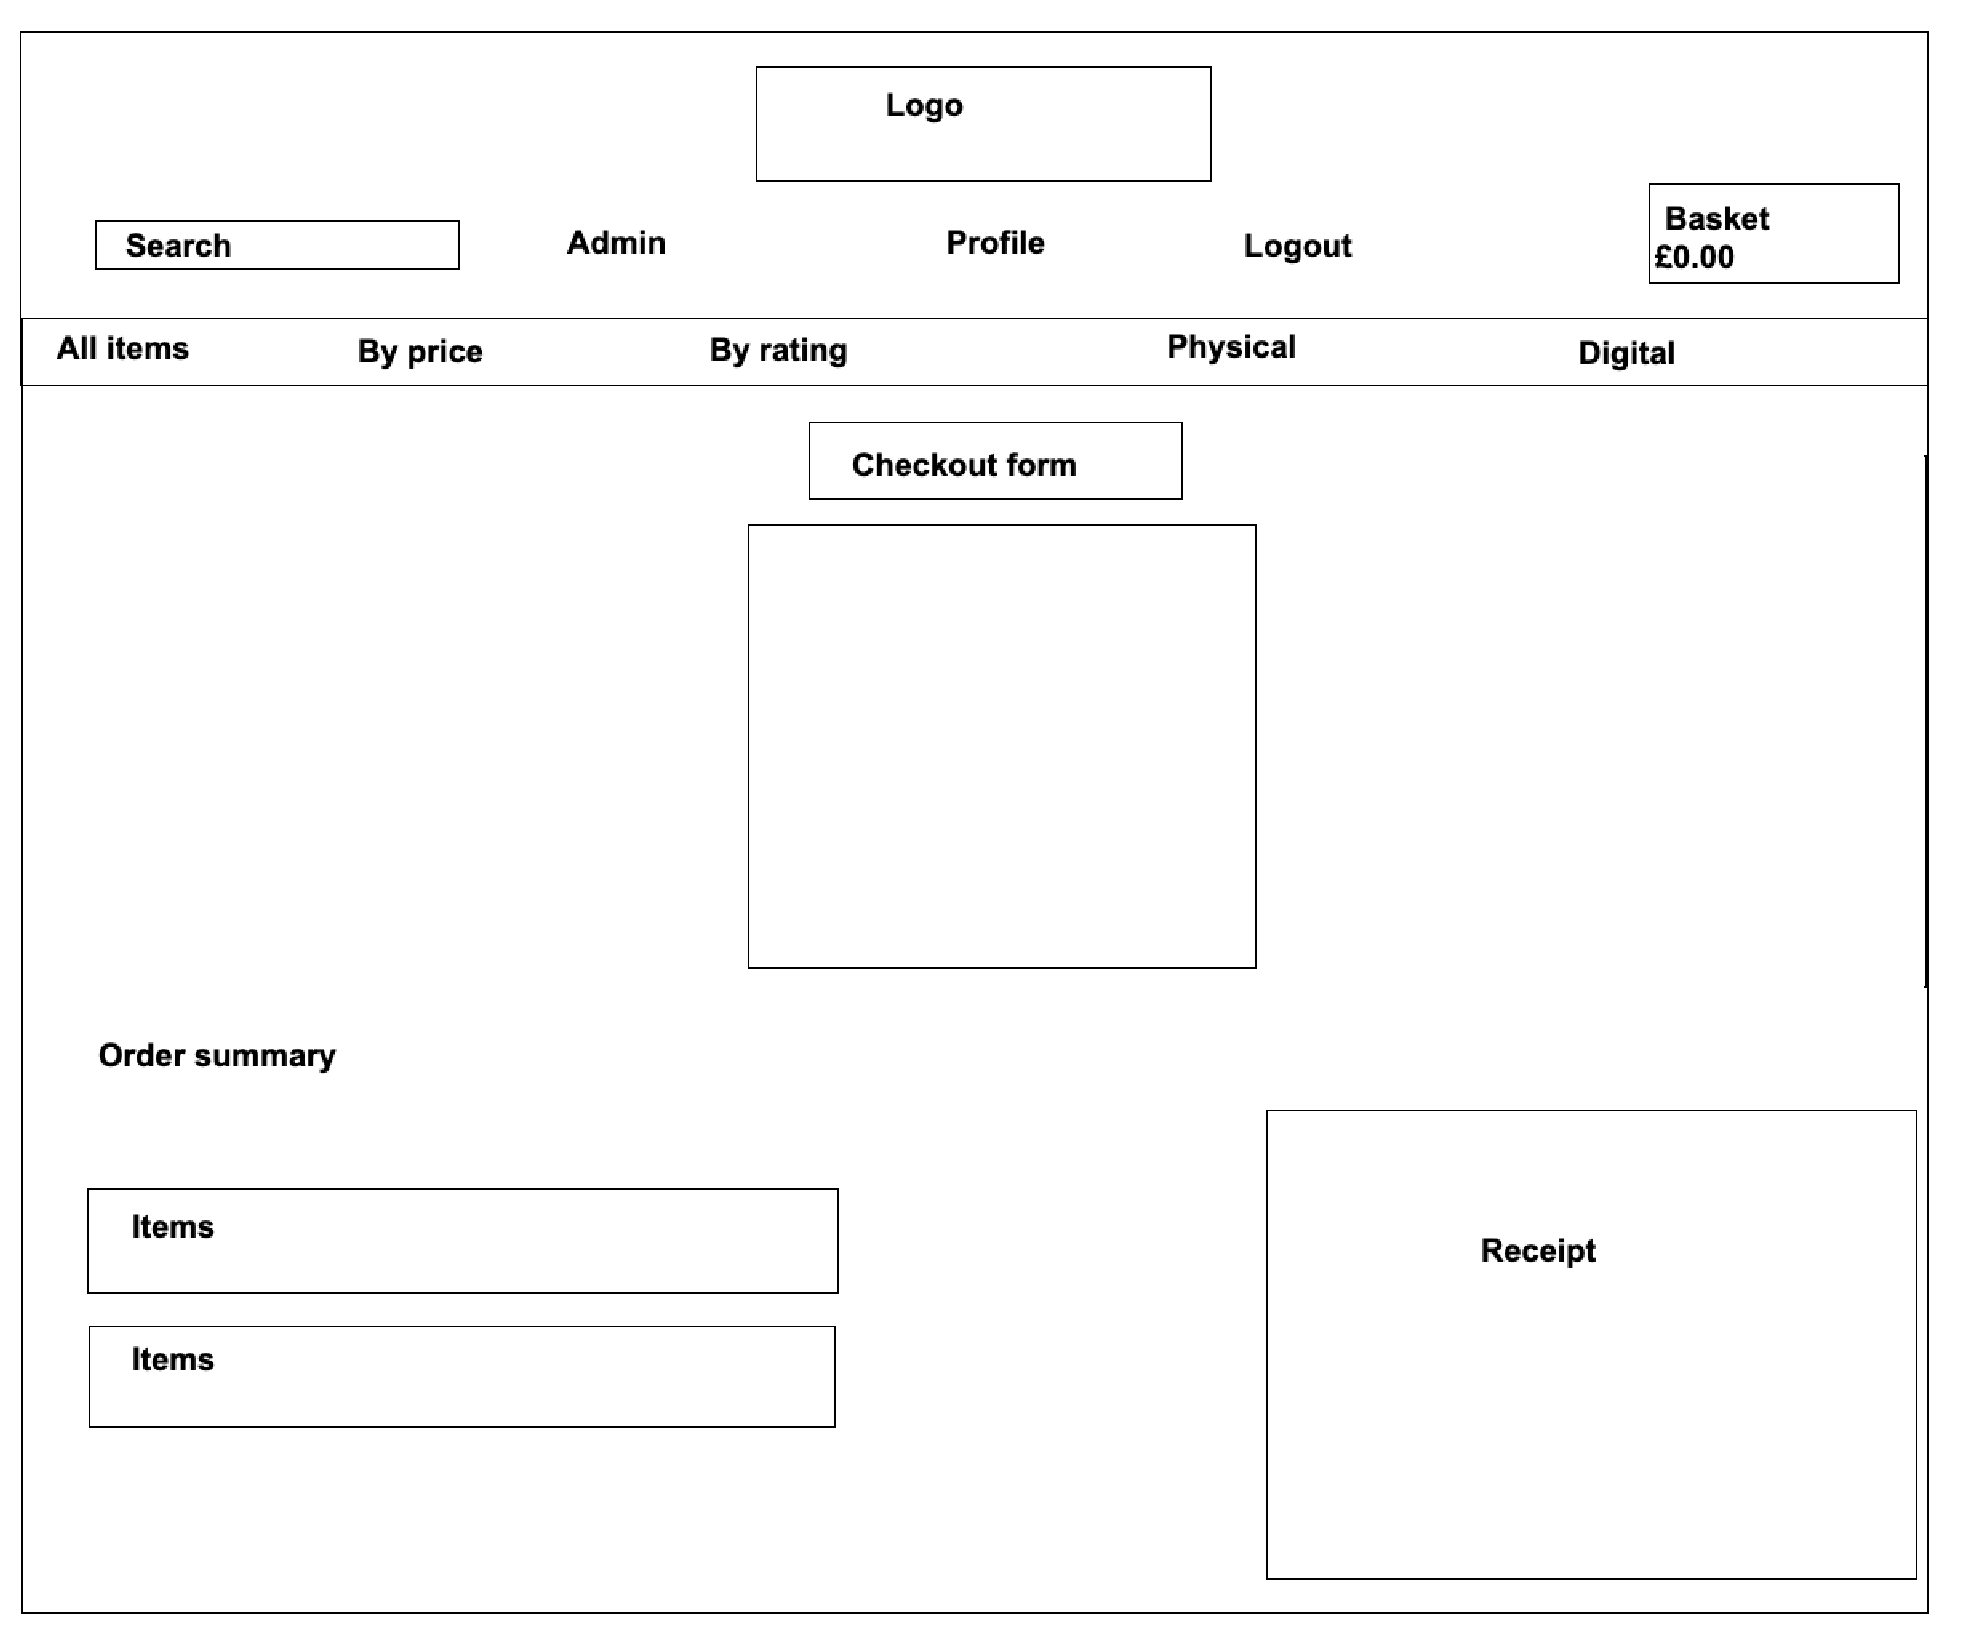 Logo
Search
Admin
Profile
Logout
Basket
£0.00
All items
By price
By rating
Physical
Digital
Checkout form
Order summary
Items
Receipt
Items